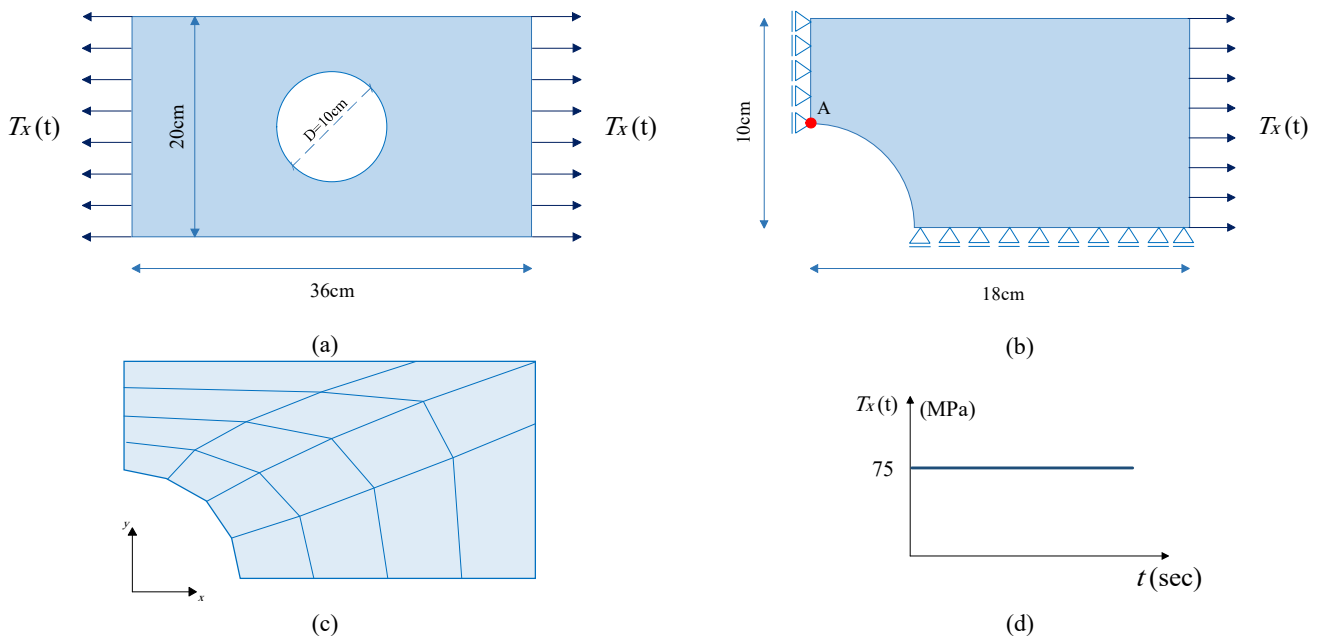 Tx(t)
20cm
D=10cm
Tx(t)
36cm
(a)
10cm
A
Tx(t)
18cm
(b)
y
x
(c)
Tx(t) (MPa)
75
t(sec)
(d)